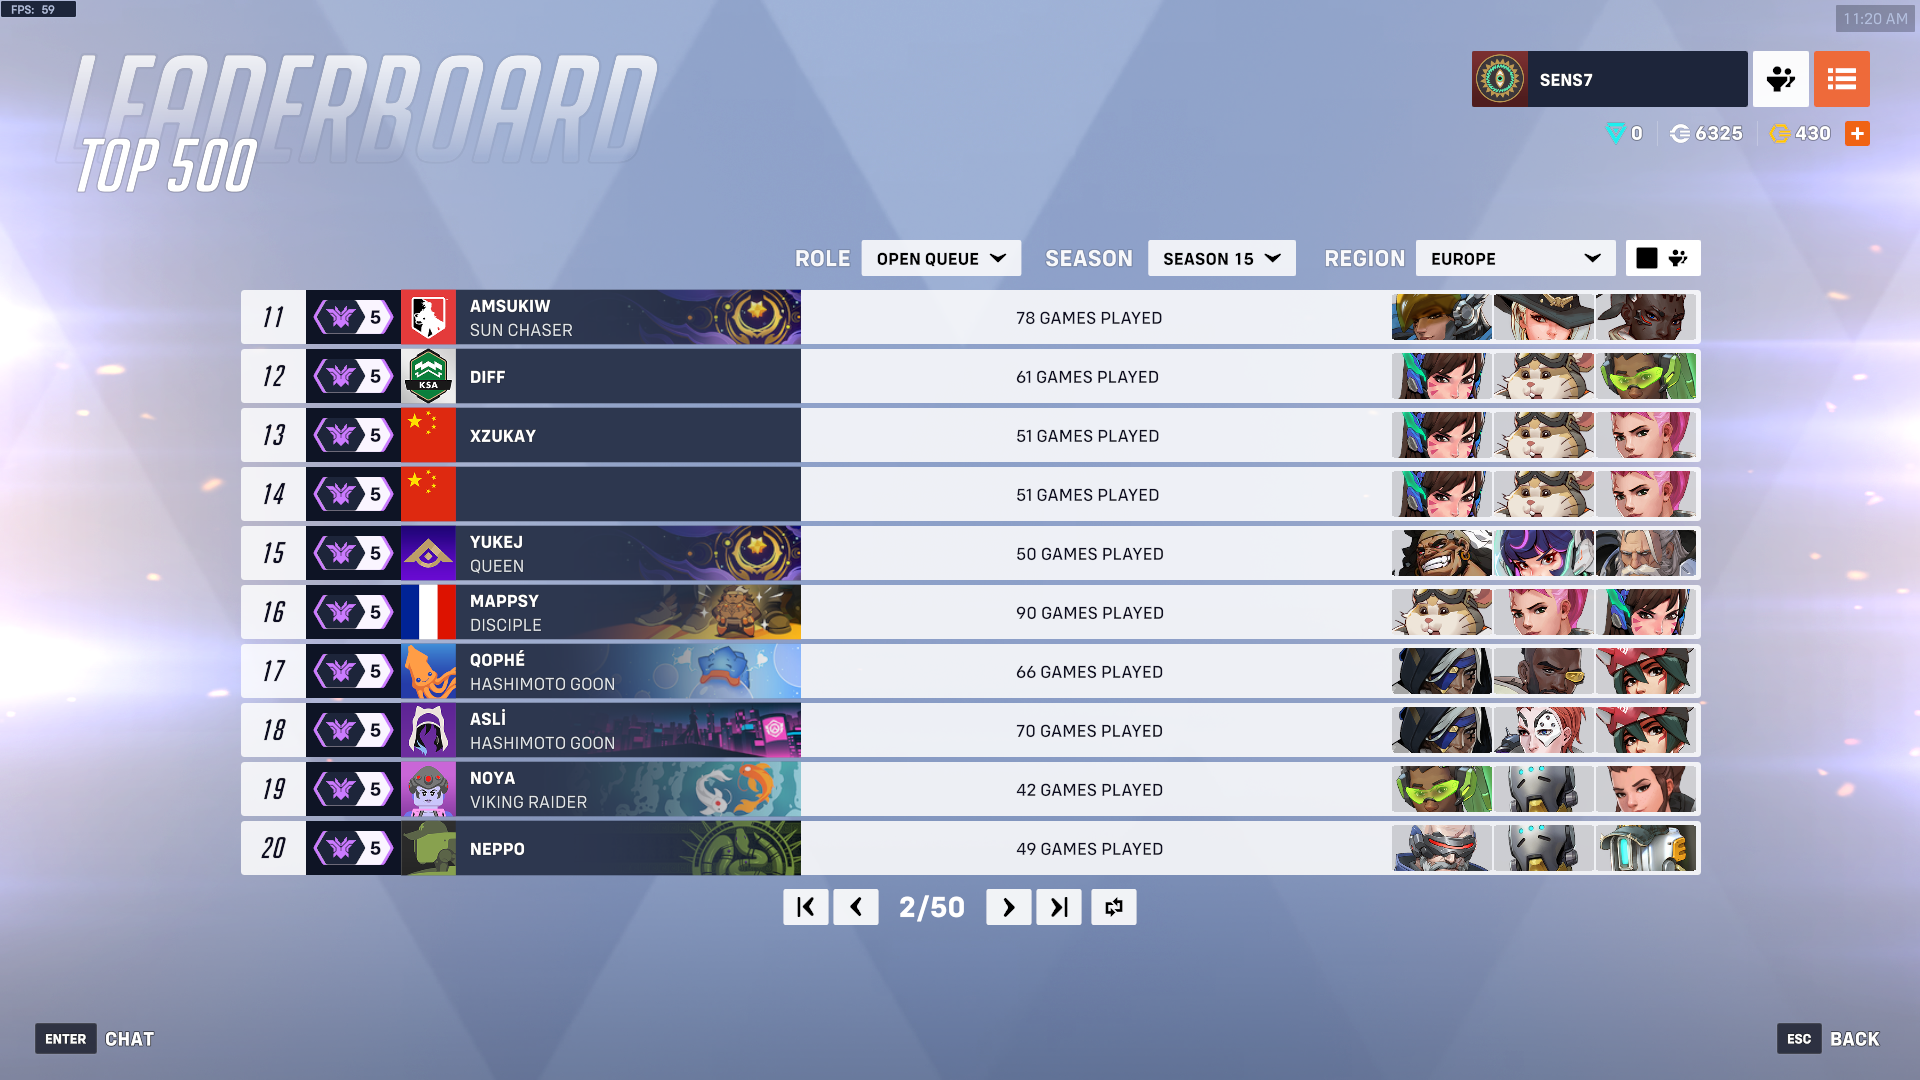 FPS: 59
11:20 AM
LEADERBOARD
TOP 500
SENS7
0
6325
430
ROLE OPEN QUEUE SEASON SEASON 15 REGION EUROPE
11 5 AMSUKIW 78 GAMES PLAYED
SUN CHASER
12 5 KSA DIFF 61 GAMES PLAYED
13 5 XZUKAY 51 GAMES PLAYED
14 5 51 GAMES PLAYED
15 5 YUKEJ 50 GAMES PLAYED
QUEEN
16 5 MAPPSY 90 GAMES PLAYED
DISCIPLE
17 5 QOPHÉ 66 GAMES PLAYED
HASHIMOTO GOON
18 5 ASLİ 70 GAMES PLAYED
HASHIMOTO GOON
19 5 NOYA 42 GAMES PLAYED
VIKING RAIDER
20 5 NEPPO 49 GAMES PLAYED
2/50
ENTER CHAT
ESC BACK